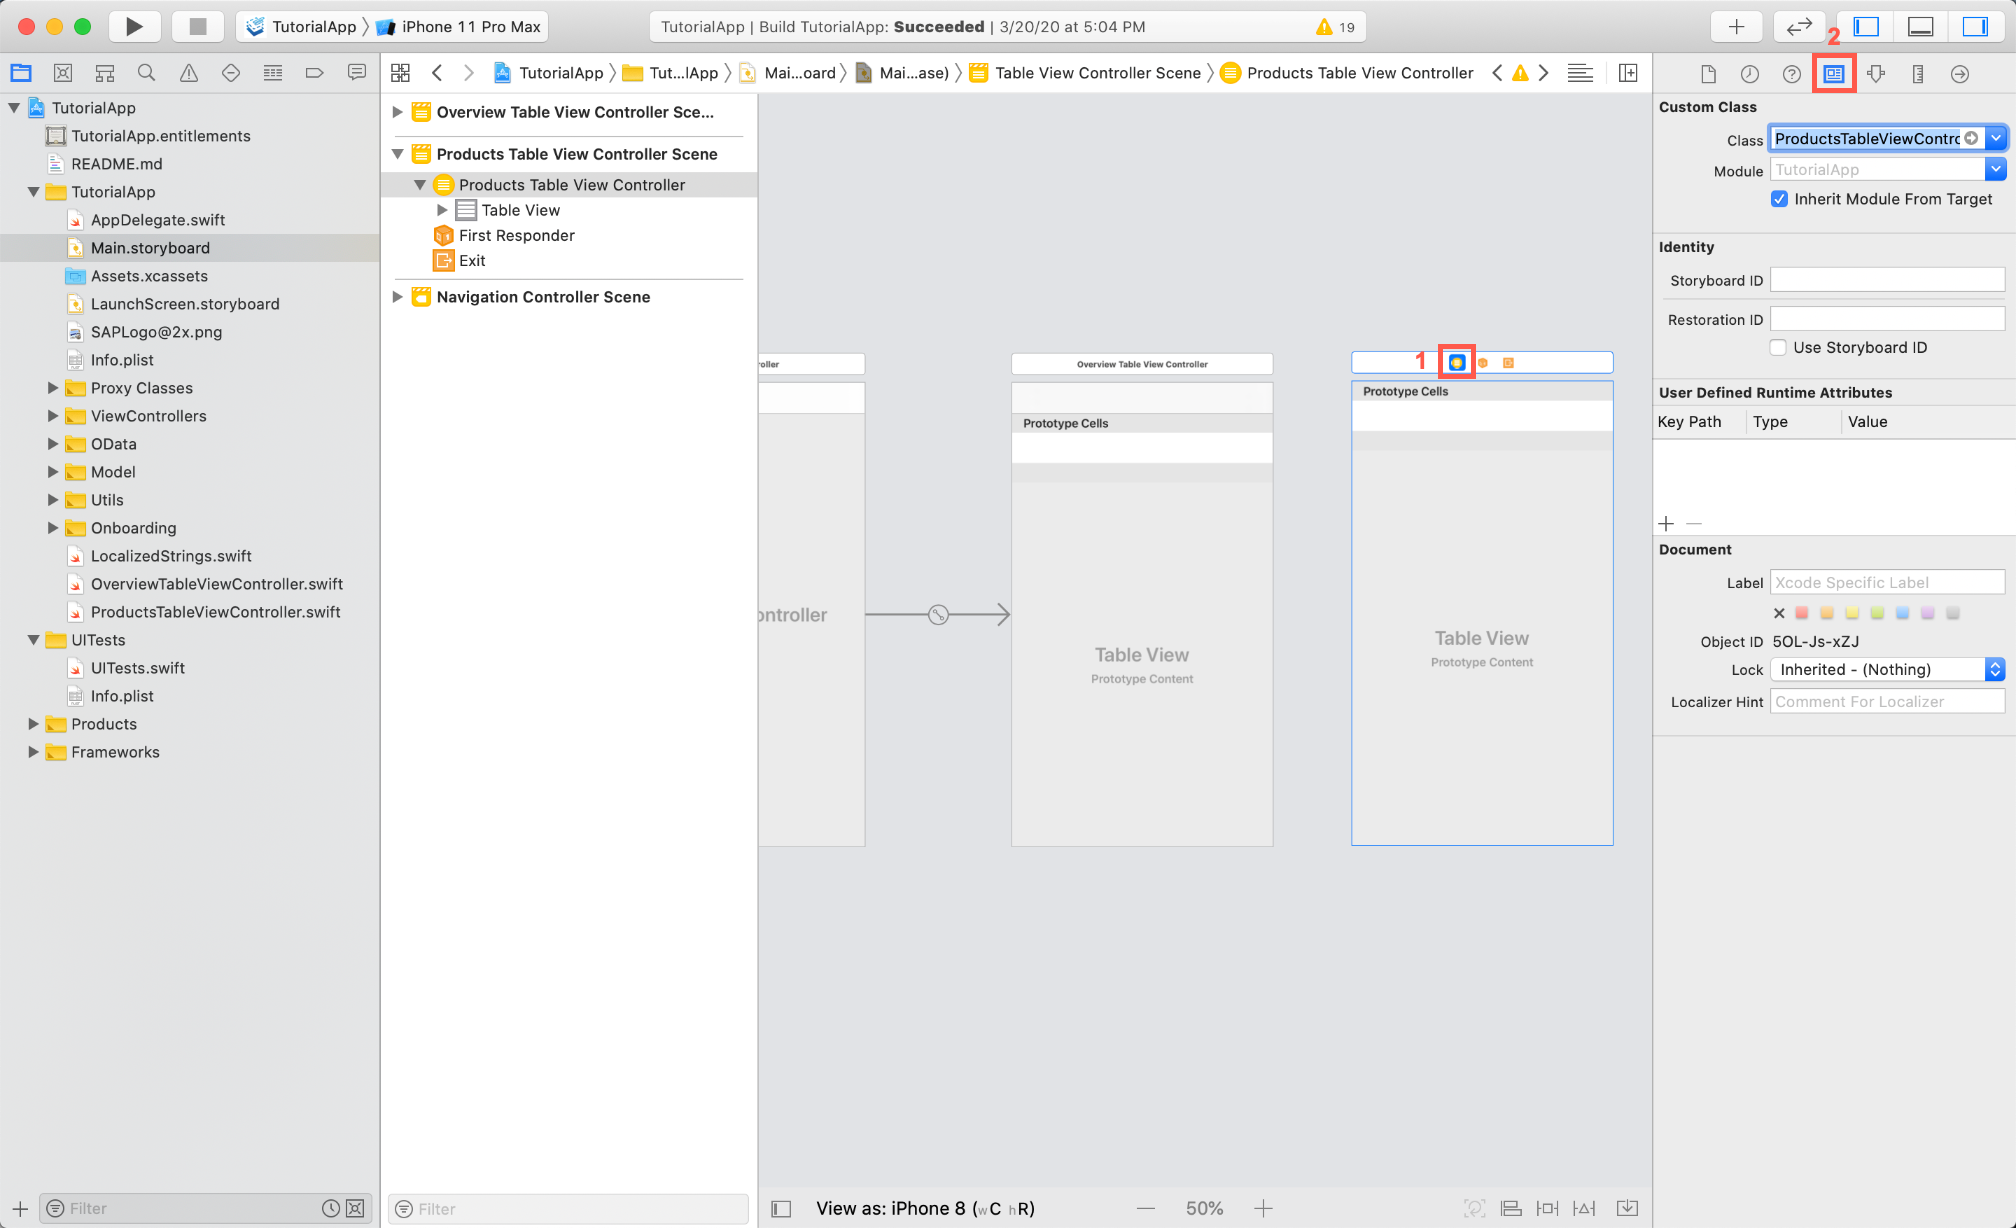 TutorialApp iPhone 11 Pro Max
TutorialApp | Build TutorialApp: Succeeded | 3/20/20 at 5:04 PM
19
2
TutorialApp
TutorialApp.entitlements
README.md
TutorialApp
AppDelegate.swift
Main.storyboard
Assets.xcassets
LaunchScreen.storyboard
SAPLogo@2x.png
Info.plist
Proxy Classes
ViewControllers
OData
Model
Utils
Onboarding
LocalizedStrings.swift
OverviewTableViewController.swift
ProductsTableViewController.swift
UITests
UITests.swift
Info.plist
Products
Frameworks
Filter
TutorialApp Tut...lApp Mai...oard Mai...ase) Table View Controller Scene Products Table View Controller
Overview Table View Controller Sce...
Products Table View Controller Scene
Products Table View Controller
Table View
First Responder
Exit
Navigation Controller Scene
Filter
oller
ontroller
Overview Table View Controller
Prototype Cells
Table View
Prototype Content
1
Prototype Cells
Table View
Prototype Content
View as: iPhone 8 (wC hR)
50%
Custom Class
Class ProductsTableViewContro
Module TutorialApp
Inherit Module From Target
Identity
Storyboard ID
Restoration ID
Use Storyboard ID
User Defined Runtime Attributes
Key Path Type Value
Document
Label Xcode Specific Label
Object ID 5OL-Js-xZJ
Lock Inherited - (Nothing)
Localizer Hint Comment For Localizer